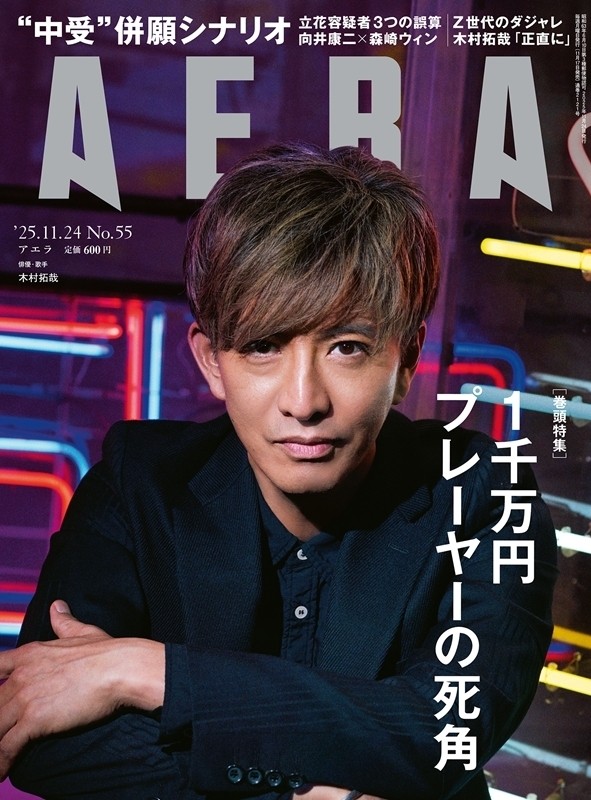 “中受”併願シナリオ
立花容疑者3つの誤算
向井康二×森﨑ウィン
Z世代のダジャレ
木村拓哉「正直に」
AERA
’25.11.24 No.55
アエラ 定価600円
俳優・歌手
木村拓哉
[巻頭特集]
1千万円
プレーヤーの死角